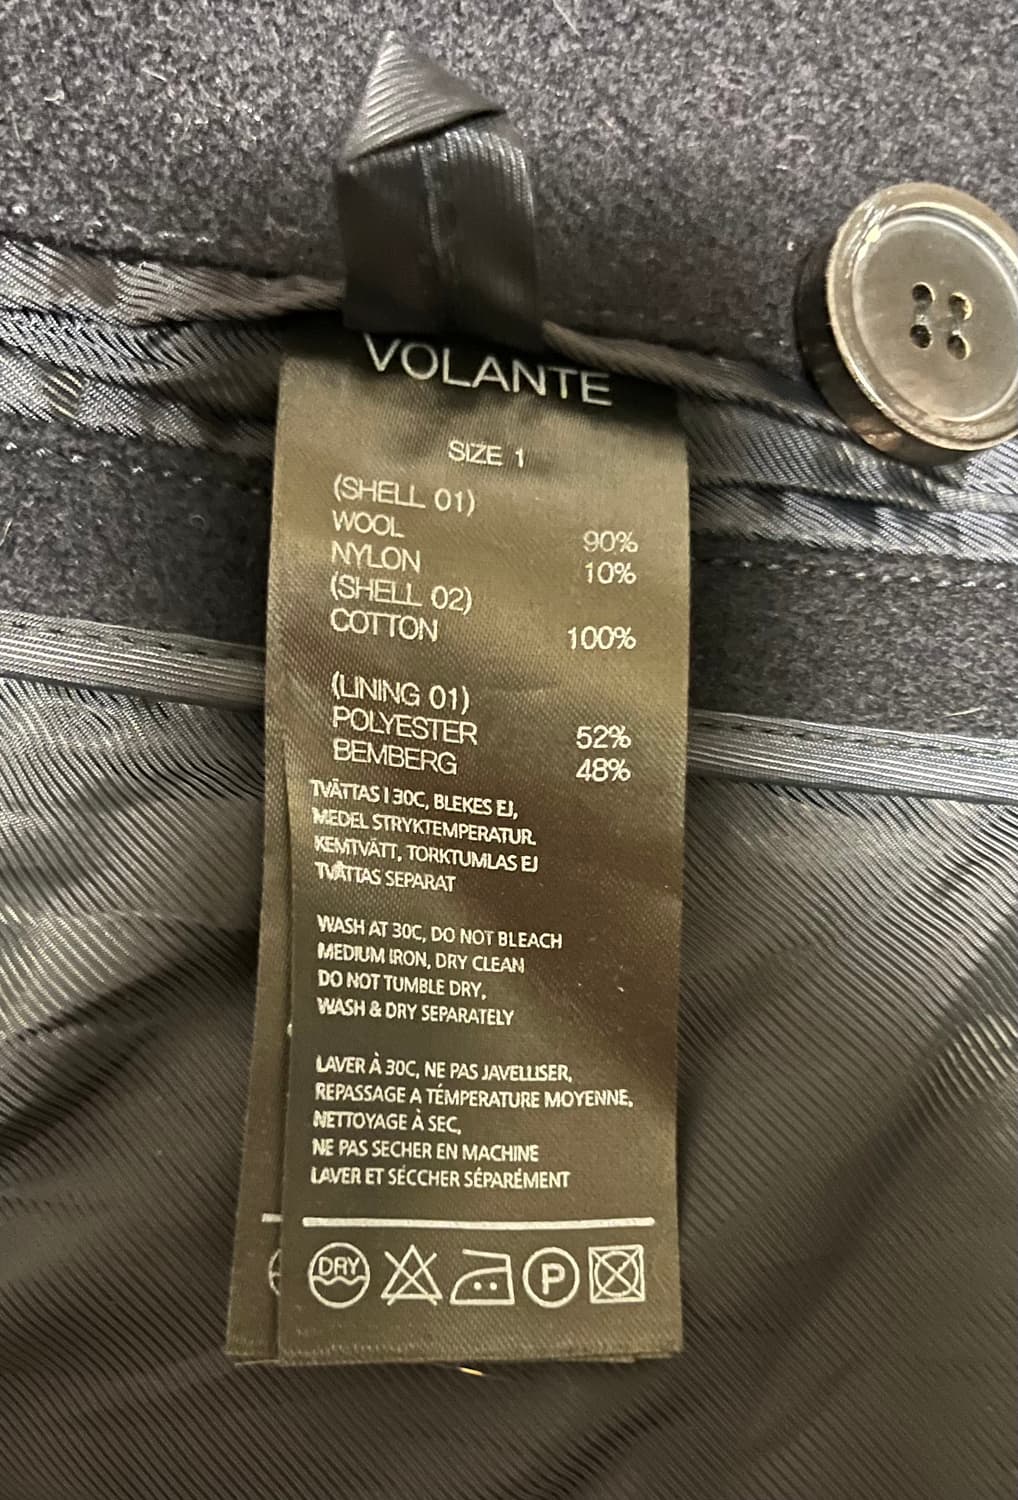 VOLANTE
SIZE 1
(SHELL 01)
WOOL 90%
NYLON 10%
(SHELL 02)
COTTON 100%
(LINING 01)
POLYESTER 52%
BEMBERG 48%
TVÄTTAS I 30C, BLEKES EJ,
MEDEL STRYKTEMPERATUR.
KEMTVÄTT, TORKTUMLAS EJ
TVÄTTAS SEPARAT
WASH AT 30C, DO NOT BLEACH
MEDIUM IRON, DRY CLEAN
DO NOT TUMBLE DRY,
WASH & DRY SEPARATELY
LAVER À 30C, NE PAS JAVELLISER,
REPASSAGE A TÉMPERATURE MOYENNE,
NETTOYAGE À SEC,
NE PAS SECHER EN MACHINE
LAVER ET SÉCCHER SÉPARÉMENT
DRY P